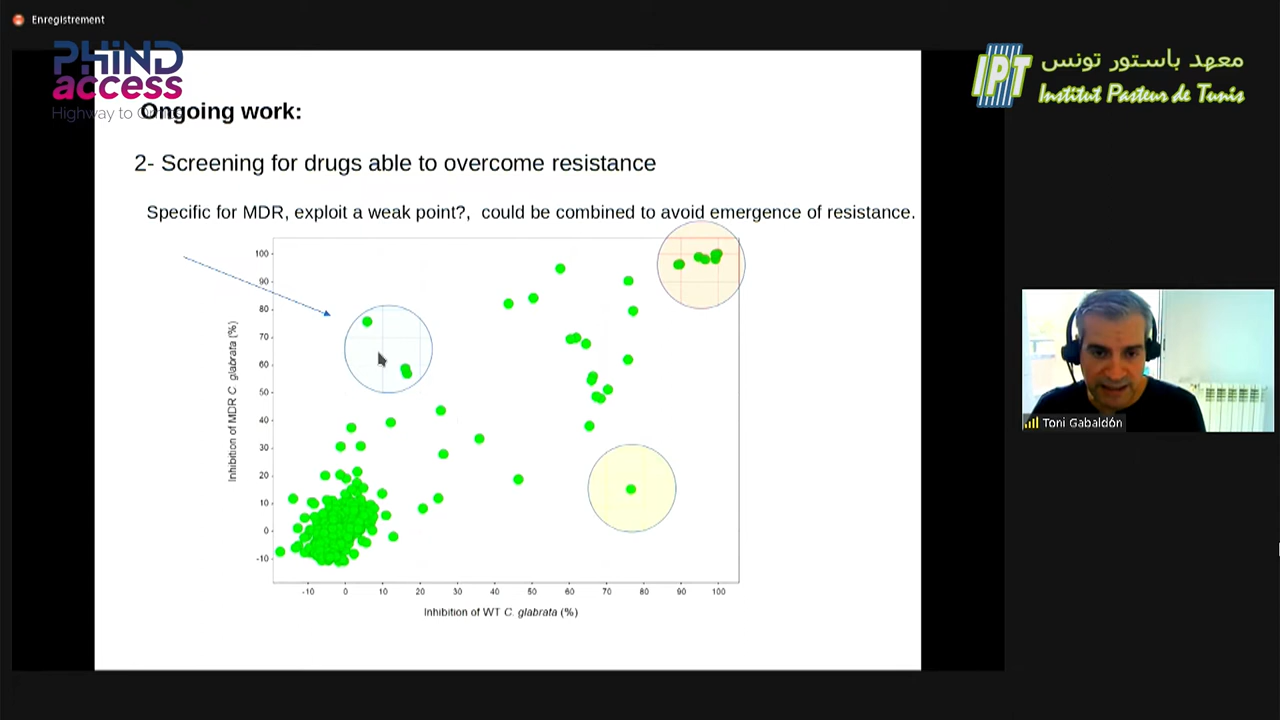 Enregistrement
PHiND
access
Highway to Omics
معهد باستور تونس
IPT
Institut Pasteur de Tunis
Ongoing work:
2- Screening for drugs able to overcome resistance
Specific for MDR, exploit a weak point?, could be combined to avoid emergence of resistance.
Inhibition of MDR C glabrata (%)
100
90
80
70
60
50
40
30
20
10
0
-10
-10 0 10 20 30 40 50 60 70 80 90 100
Inhibition of WT C. glabrata (%)
Toni Gabaldón